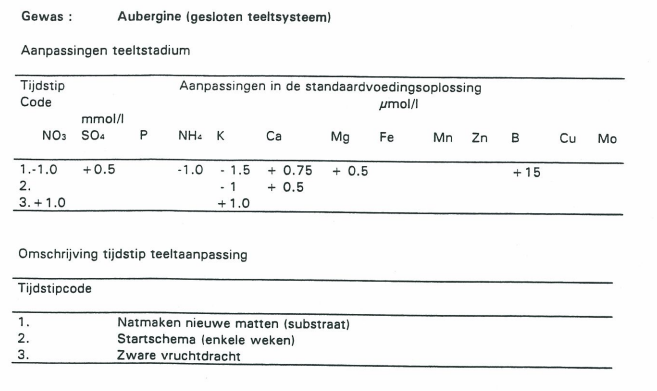 Gewas : Aubergine (gesloten teeltsysteem)
Aanpassingen teeltstadium
Tijdstip Aanpassingen in de standaardvoedingsoplossing
Code µmol/l
mmol/l
NO₃ SO₄ P NH₄ K Ca Mg Fe Mn Zn B Cu Mo
1.-1.0 +0.5 -1.0 - 1.5 + 0.75 + 0.5 +15
2. - 1 + 0.5
3.+1.0 +1.0
Omschrijving tijdstip teeltaanpassing
Tijdstipcode
1. Natmaken nieuwe matten (substraat)
2. Startschema (enkele weken)
3. Zware vruchtdracht